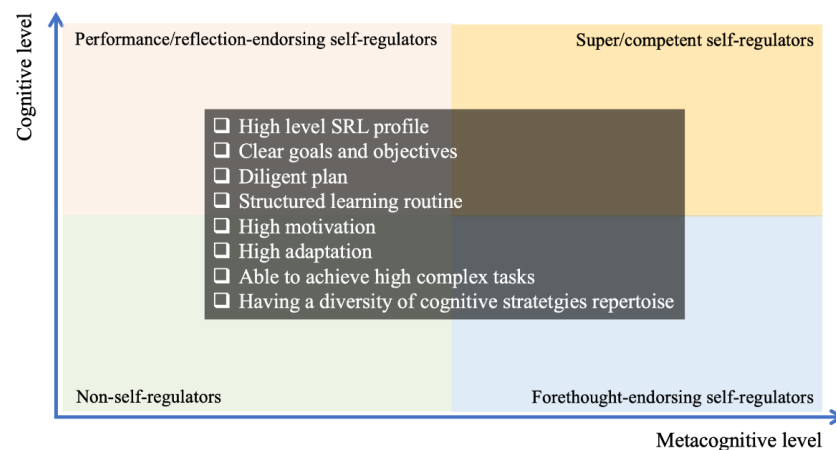 Cognitive level
Performance/reflection-endorsing self-regulators
Super/competent self-regulators
❑ High level SRL profile
❑ Clear goals and objectives
❑ Diligent plan
❑ Structured learning routine
❑ High motivation
❑ High adaptation
❑ Able to achieve high complex tasks
❑ Having a diversity of cognitive stratetgies repertoise
Non-self-regulators
Forethought-endorsing self-regulators
Metacognitive level